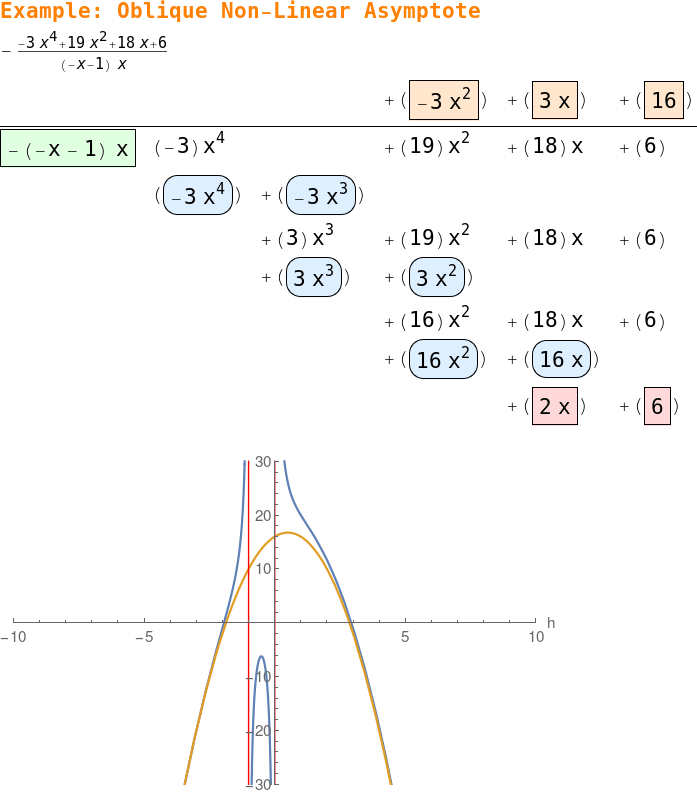 Example: Oblique Non-Linear Asymptote
− (−3 x^4+19 x^2+18 x+6)/((−x−1) x)
+ ( −3 x^2 ) + ( 3 x ) + ( 16 )
−(−x − 1) x (−3) x^4 + (19) x^2 + (18) x + (6)
( −3 x^4 ) + ( −3 x^3 )
+ (3) x^3 + (19) x^2 + (18) x + (6)
+ ( 3 x^3 ) + ( 3 x^2 )
+ (16) x^2 + (18) x + (6)
+ ( 16 x^2 ) + ( 16 x )
+ ( 2 x ) + ( 6 )
30
20
10
h
−10 −5 5 10
−10
−20
−30